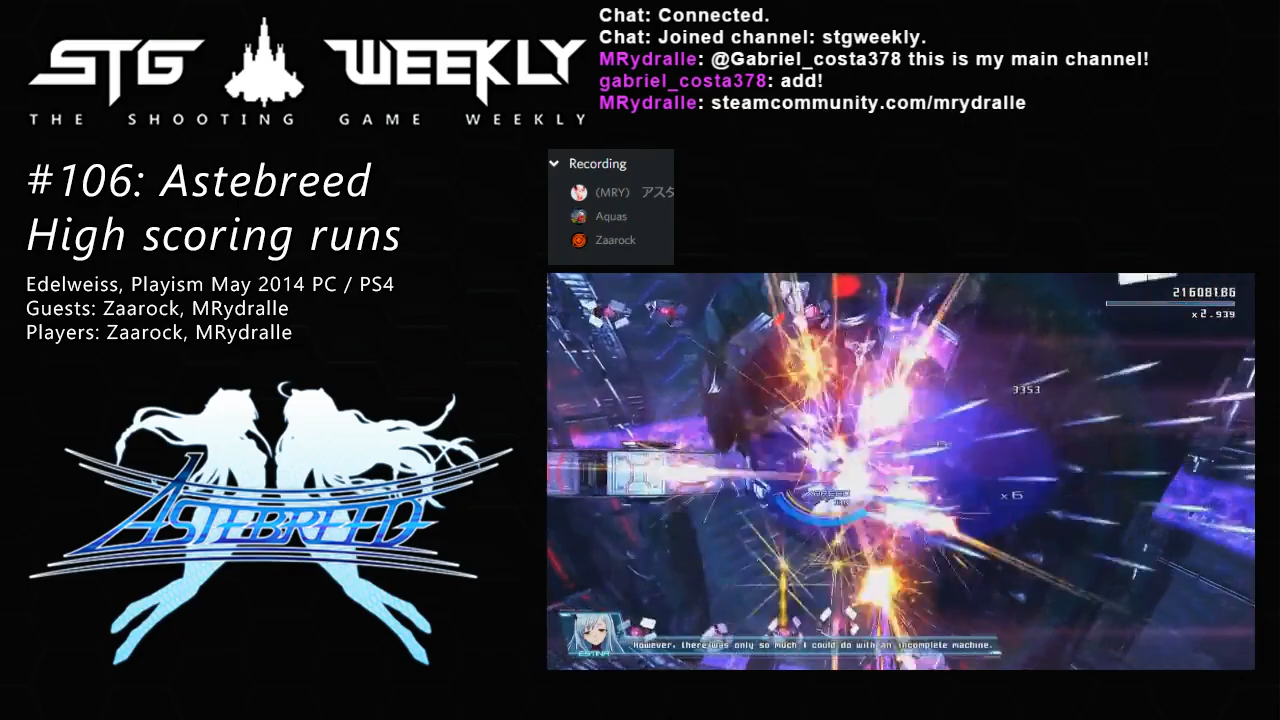 STG WEEKLY
THE SHOOTING GAME WEEKLY
Chat: Connected.
Chat: Joined channel: stgweekly.
MRydralle: @Gabriel_costa378 this is my main channel!
gabriel_costa378: add!
MRydralle: steamcommunity.com/mrydralle
#106: Astebreed
High scoring runs
Edelweiss, Playism May 2014 PC / PS4
Guests: Zaarock, MRydralle
Players: Zaarock, MRydralle
Recording
(MRY) アスタ
Aquas
Zaarock
ASTEBREED
21608186
x2.939
3353
x6
ESTINA
However, there was only so much I could do with an incomplete machine.